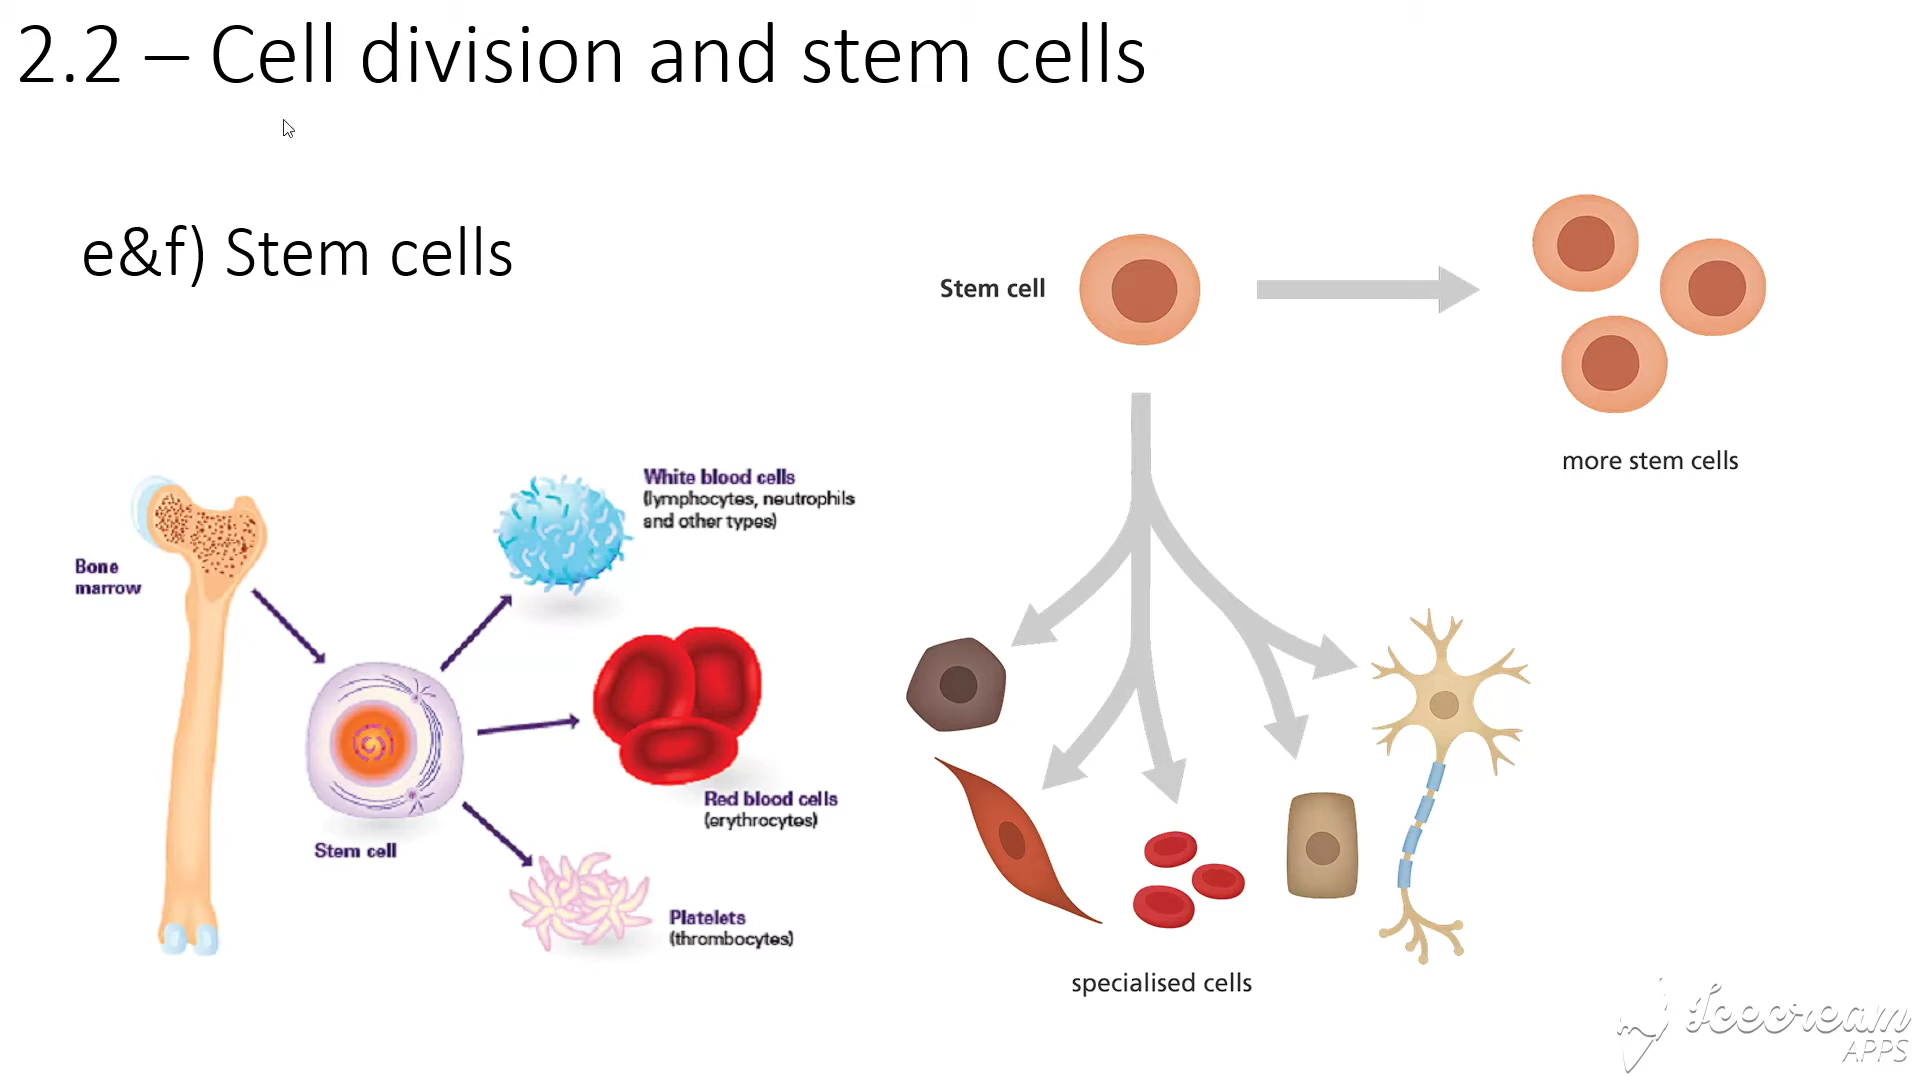 2.2 – Cell division and stem cells
e&f) Stem cells
Stem cell
more stem cells
White blood cells
(lymphocytes, neutrophils
and other types)
Bone
marrow
Red blood cells
(erythrocytes)
Stem cell
Platelets
(thrombocytes)
specialised cells
Icecream
APPS